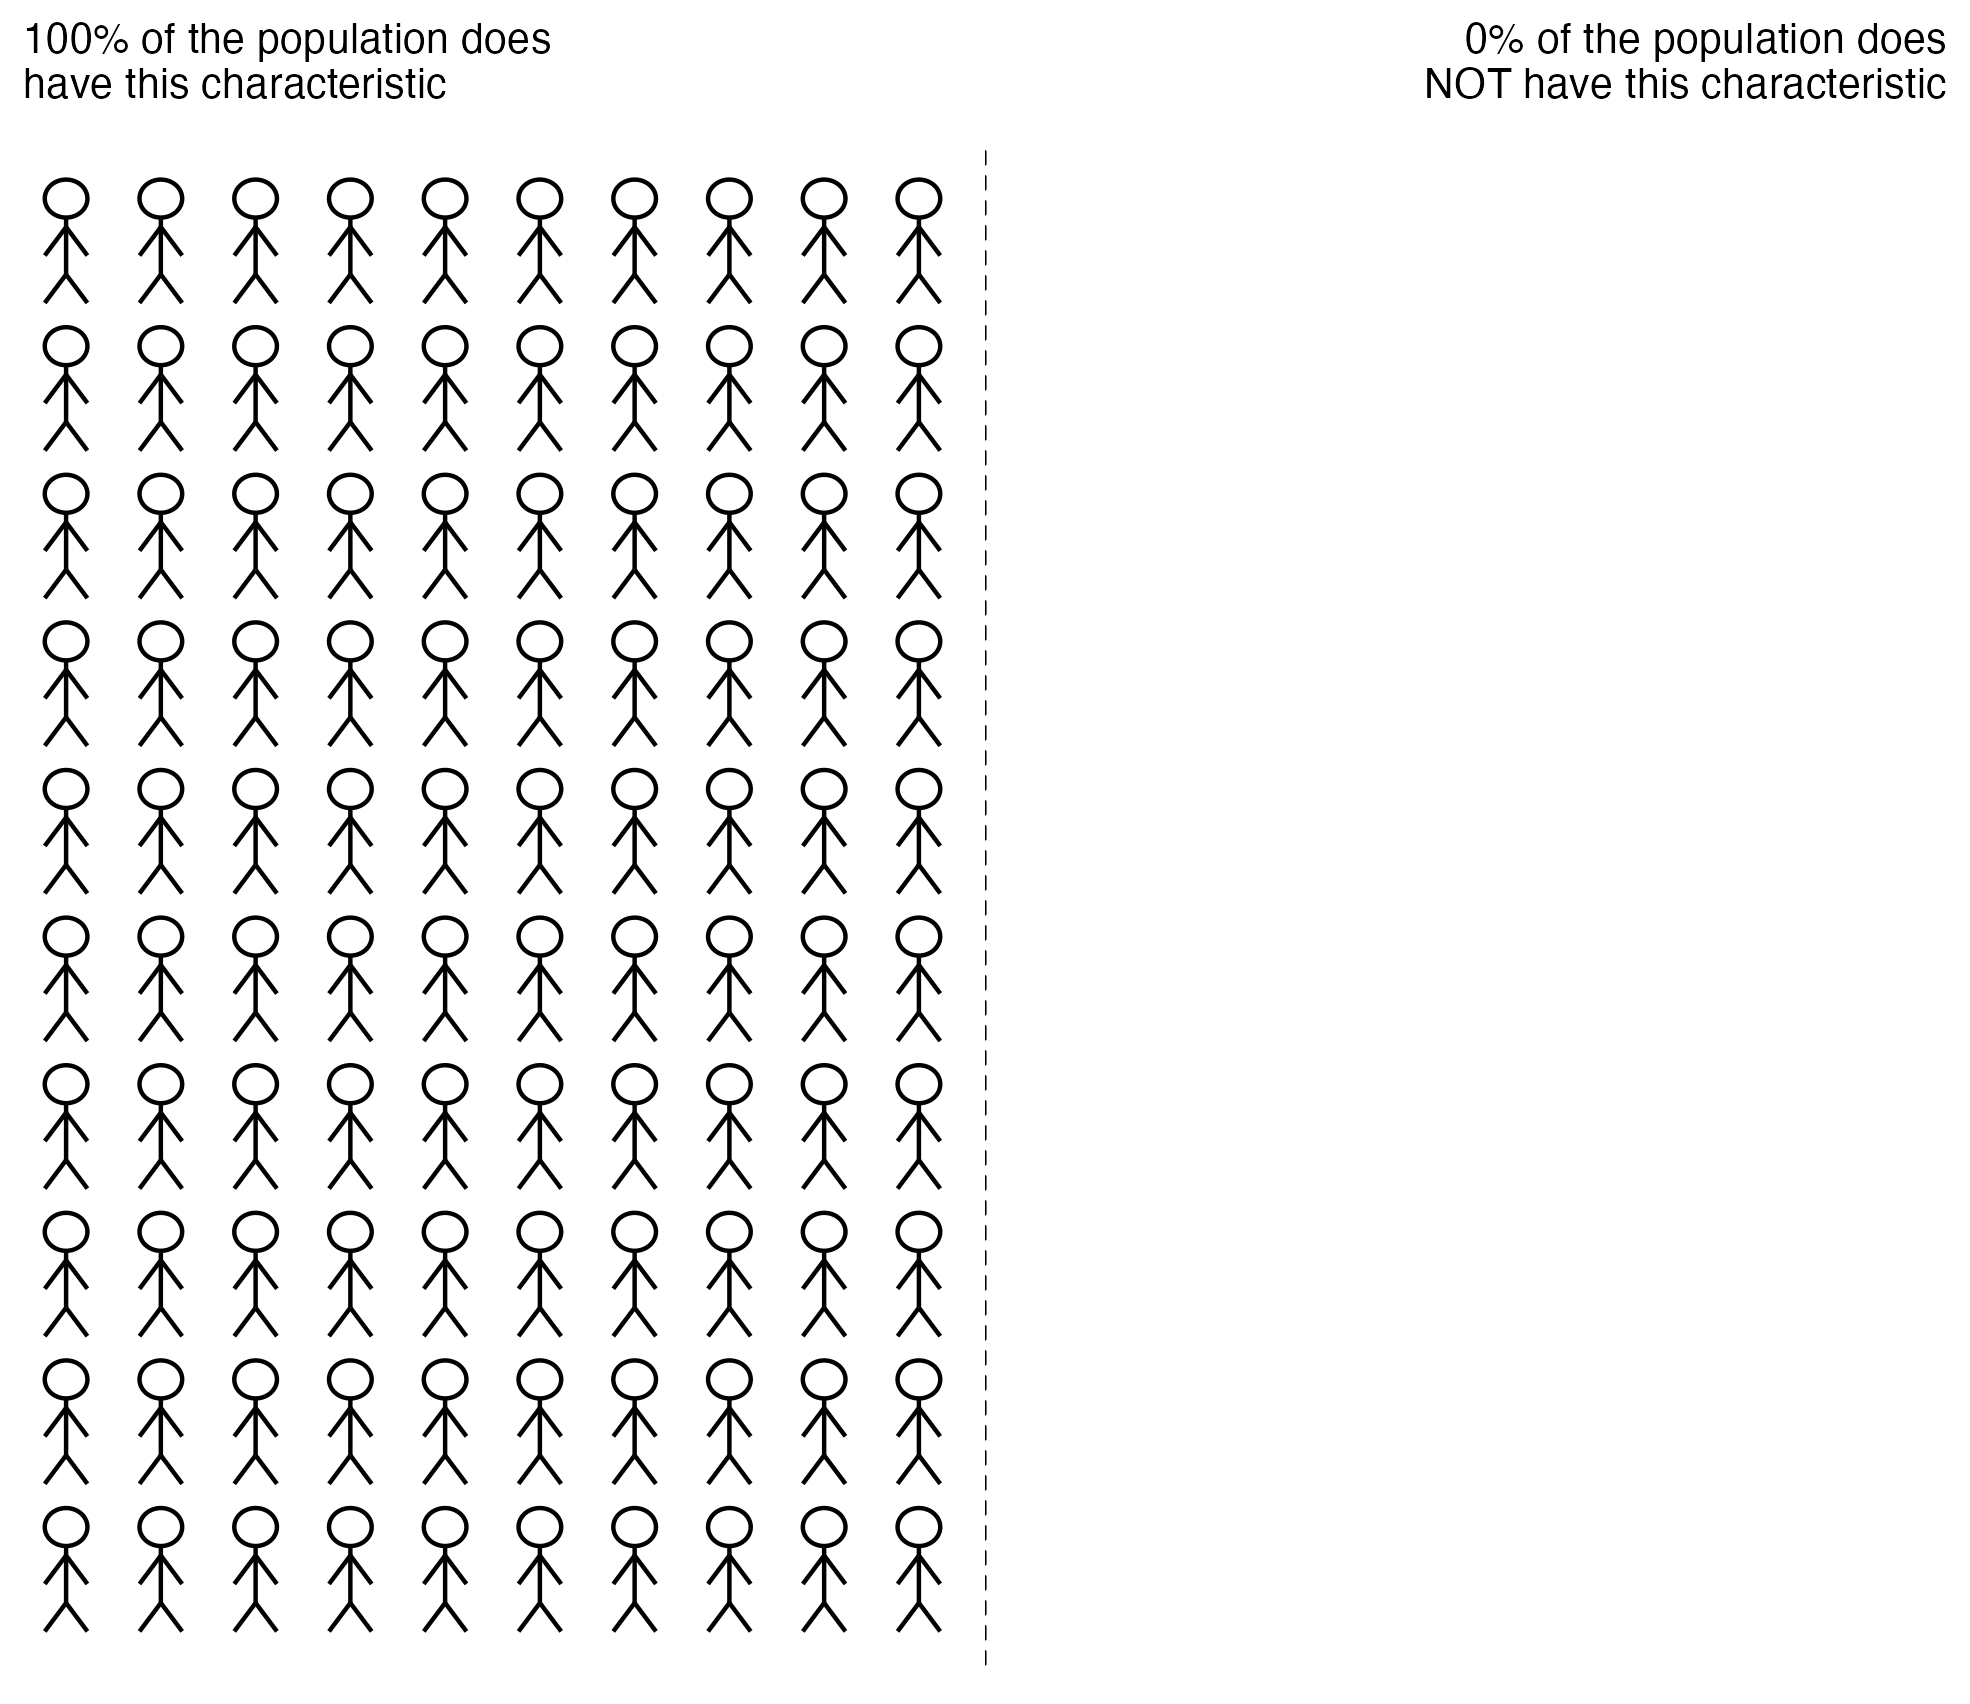 100% of the population does
have this characteristic
0% of the population does
NOT have this characteristic